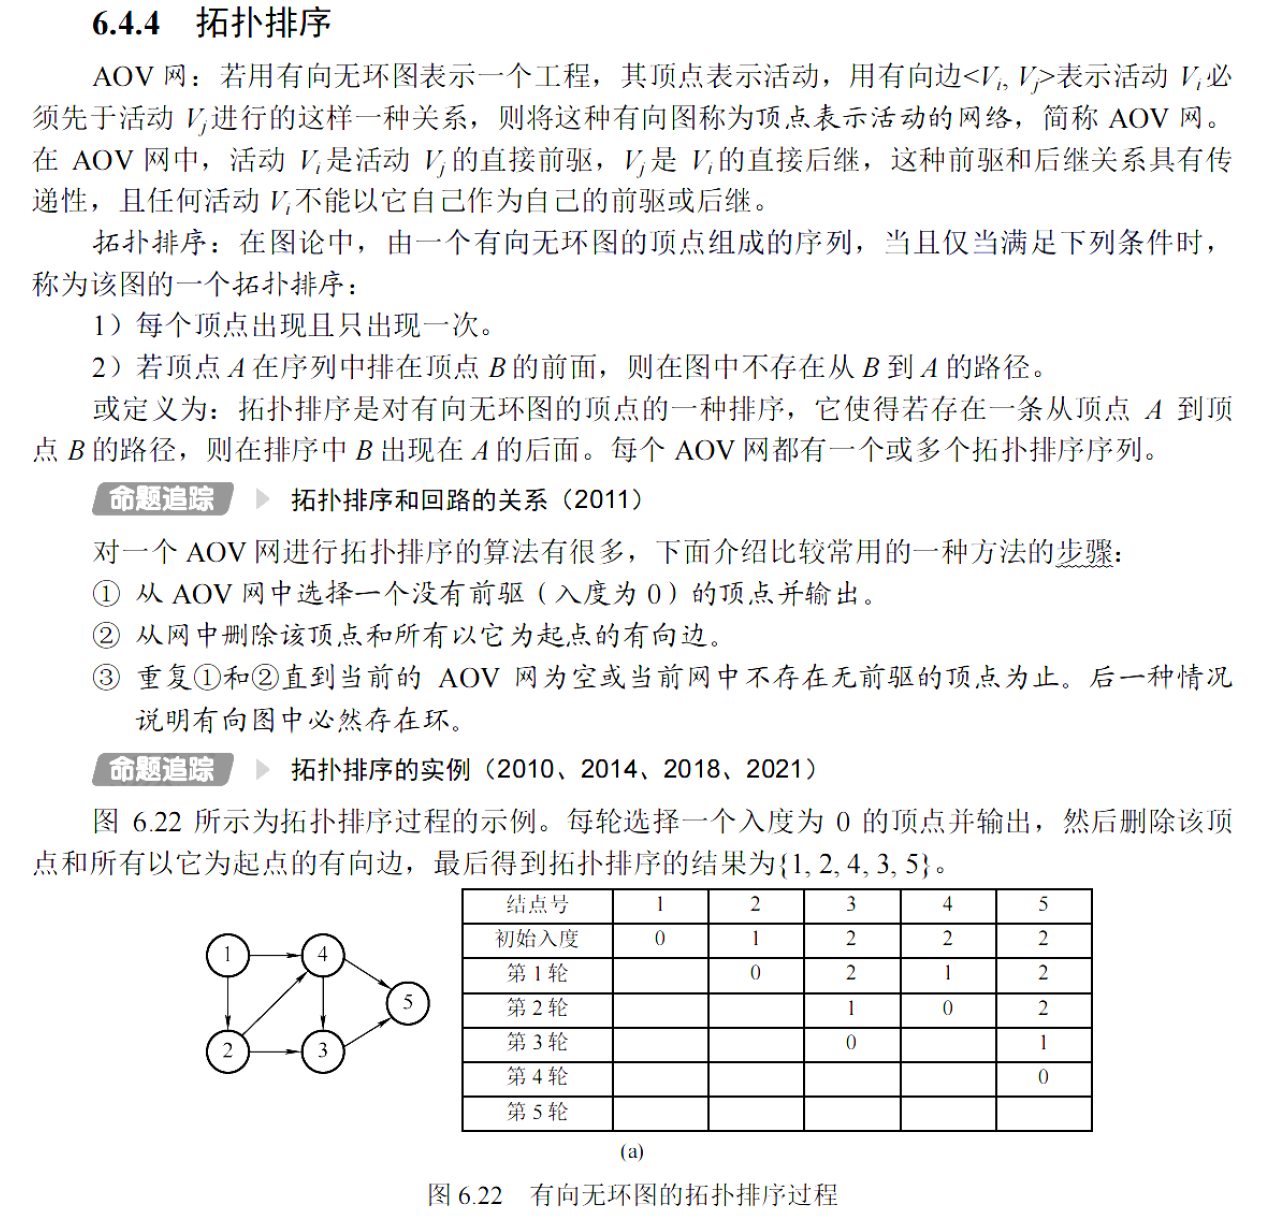 6.4.4 拓扑排序
AOV 网：若用有向无环图表示一个工程，其顶点表示活动，用有向边<Vi, Vj>表示活动 Vi必
须先于活动 Vj进行的这样一种关系，则将这种有向图称为顶点表示活动的网络，简称 AOV 网。
在 AOV 网中，活动 Vi是活动 Vj的直接前驱，Vj是 Vi的直接后继，这种前驱和后继关系具有传
递性，且任何活动 Vi不能以它自己作为自己的前驱或后继。
拓扑排序：在图论中，由一个有向无环图的顶点组成的序列，当且仅当满足下列条件时，
称为该图的一个拓扑排序：
1）每个顶点出现且只出现一次。
2）若顶点 A 在序列中排在顶点 B 的前面，则在图中不存在从 B 到 A 的路径。
或定义为：拓扑排序是对有向无环图的顶点的一种排序，它使得若存在一条从顶点 A 到顶
点 B 的路径，则在排序中 B 出现在 A 的后面。每个 AOV 网都有一个或多个拓扑排序序列。
命题追踪 拓扑排序和回路的关系（2011）
对一个 AOV 网进行拓扑排序的算法有很多，下面介绍比较常用的一种方法的步骤：
① 从 AOV 网中选择一个没有前驱（入度为 0）的顶点并输出。
② 从网中删除该顶点和所有以它为起点的有向边。
③ 重复①和②直到当前的 AOV 网为空或当前网中不存在无前驱的顶点为止。后一种情况
说明有向图中必然存在环。
命题追踪 拓扑排序的实例（2010、2014、2018、2021）
图 6.22 所示为拓扑排序过程的示例。每轮选择一个入度为 0 的顶点并输出，然后删除该顶
点和所有以它为起点的有向边，最后得到拓扑排序的结果为{1, 2, 4, 3, 5}。
1 4
5
2 3
结点号 1 2 3 4 5
初始入度 0 1 2 2 2
第 1 轮 0 2 1 2
第 2 轮 1 0 2
第 3 轮 0 1
第 4 轮 0
第 5 轮
(a)
图 6.22 有向无环图的拓扑排序过程